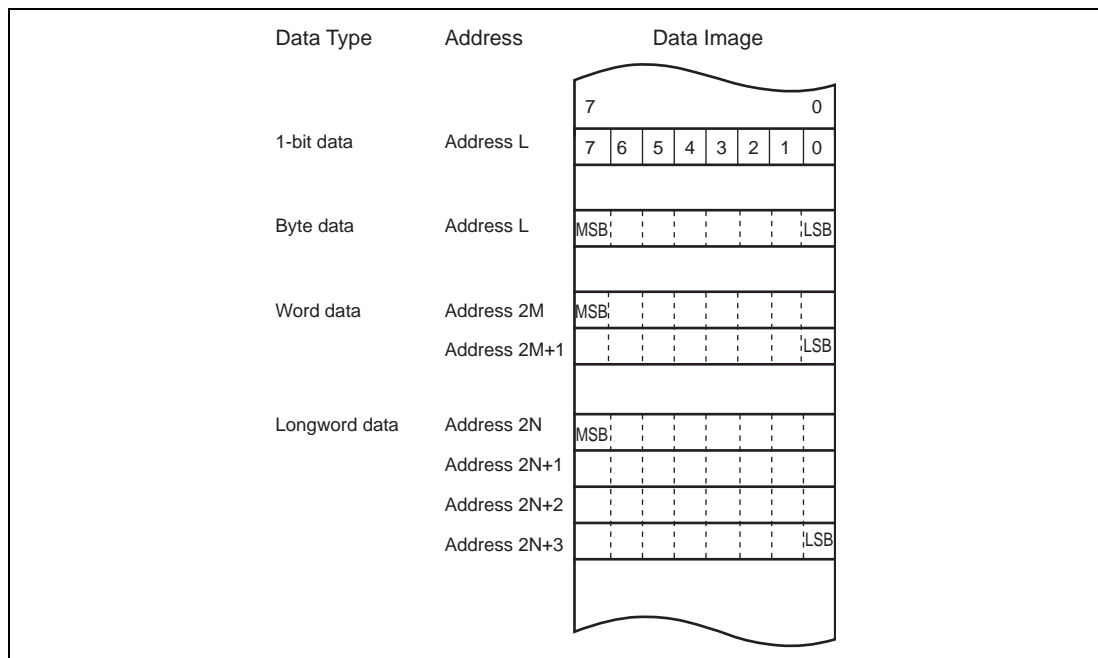 Data Type Address Data Image
7 0
1-bit data Address L 7 6 5 4 3 2 1 0
Byte data Address L MSB LSB
Word data Address 2M MSB
Address 2M+1 LSB
Longword data Address 2N MSB
Address 2N+1
Address 2N+2
Address 2N+3 LSB